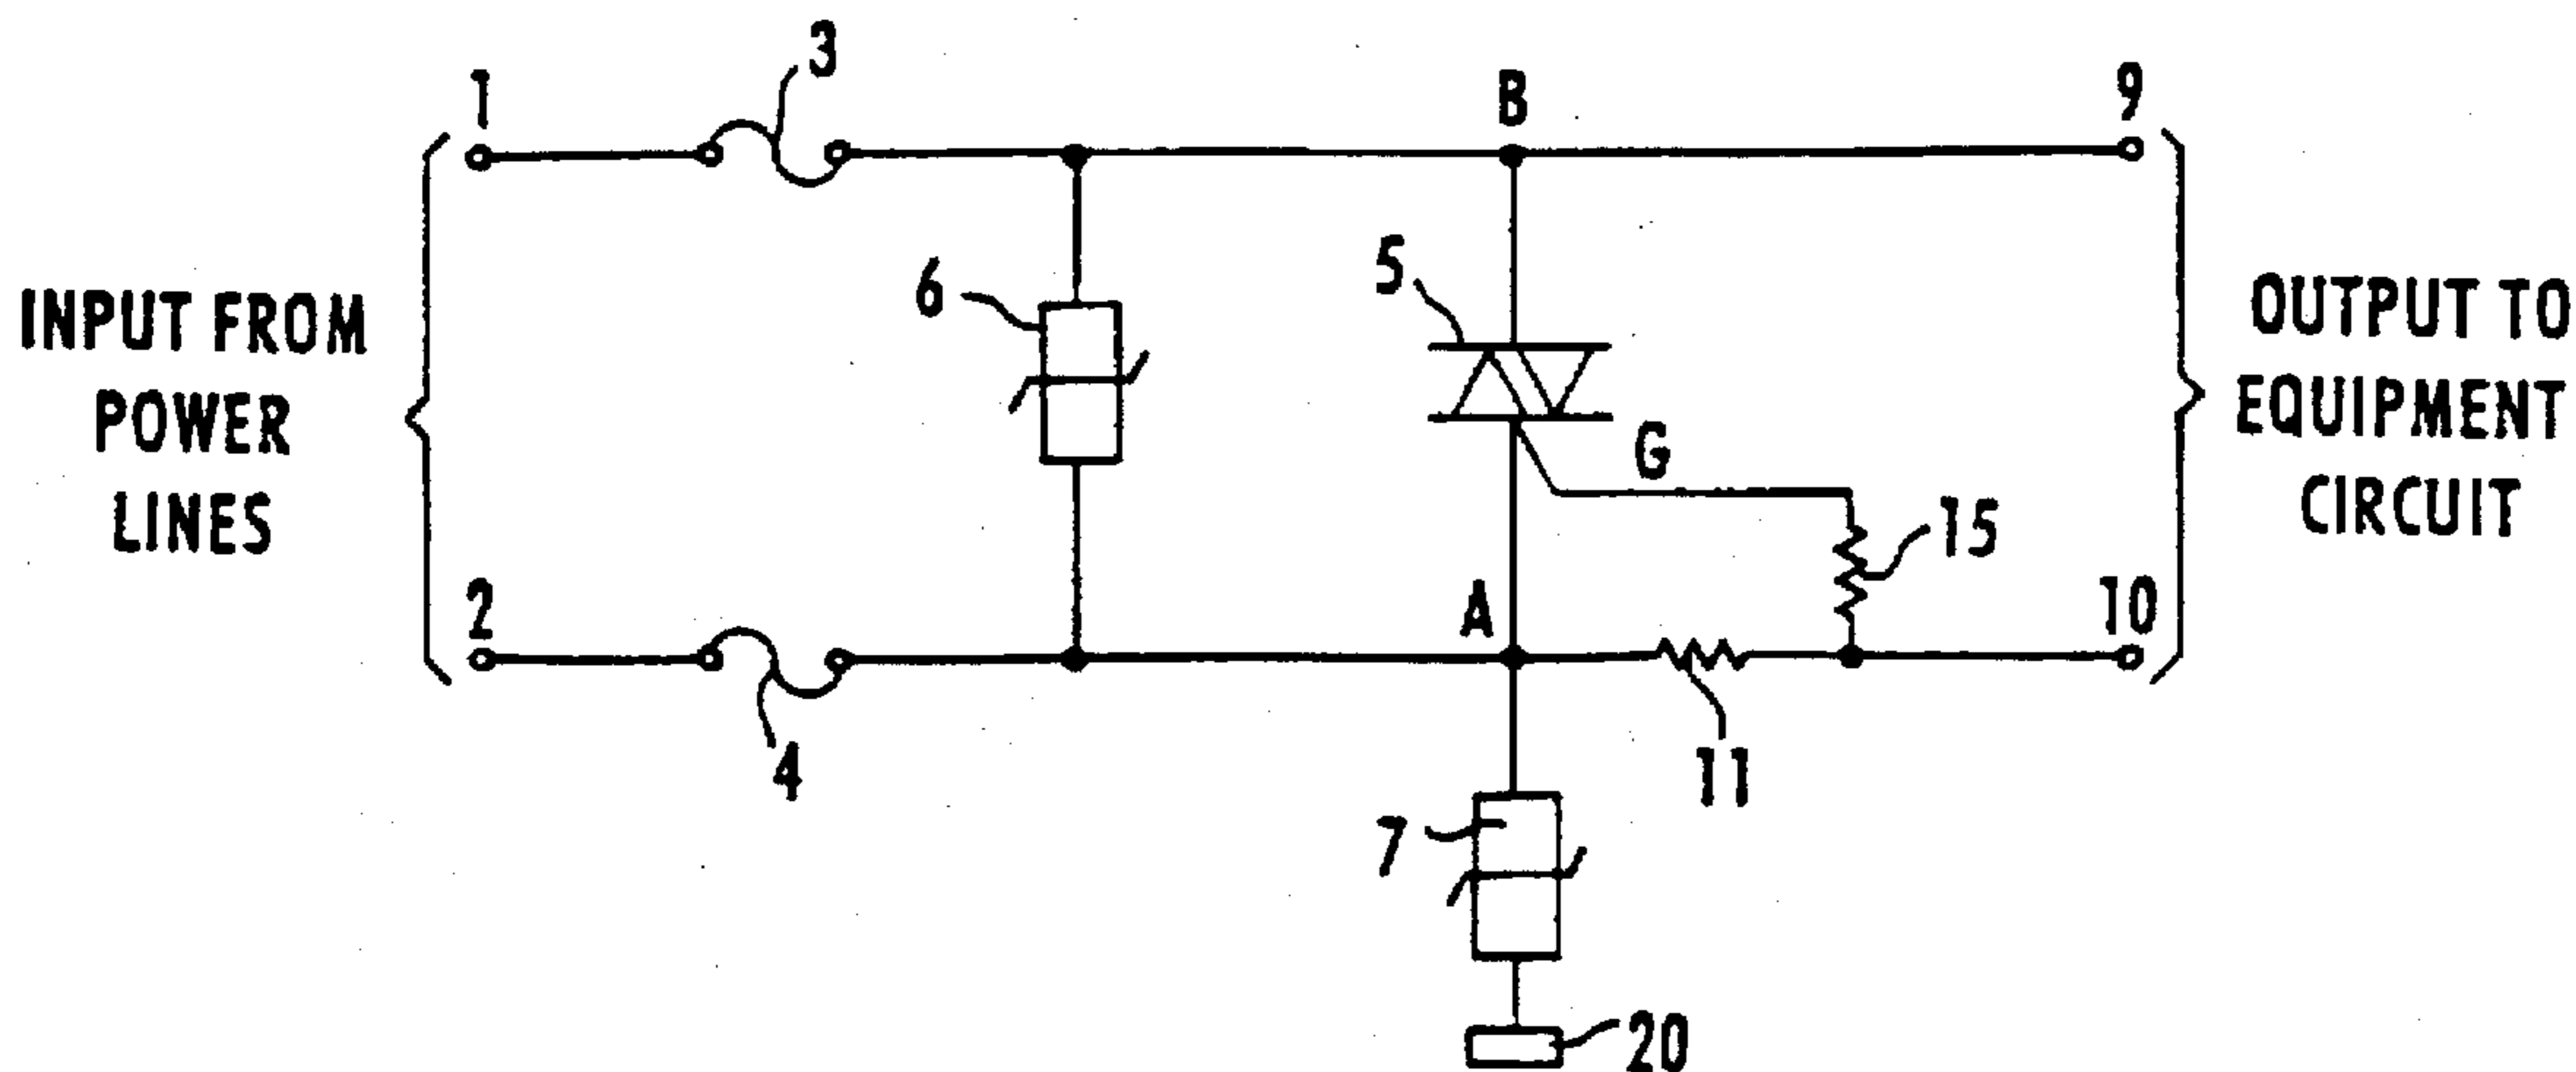 3
1
B
9
5
6
INPUT FROM
POWER
LINES
OUTPUT TO
EQUIPMENT
CIRCUIT
G
15
2
A
10
4
11
7
20